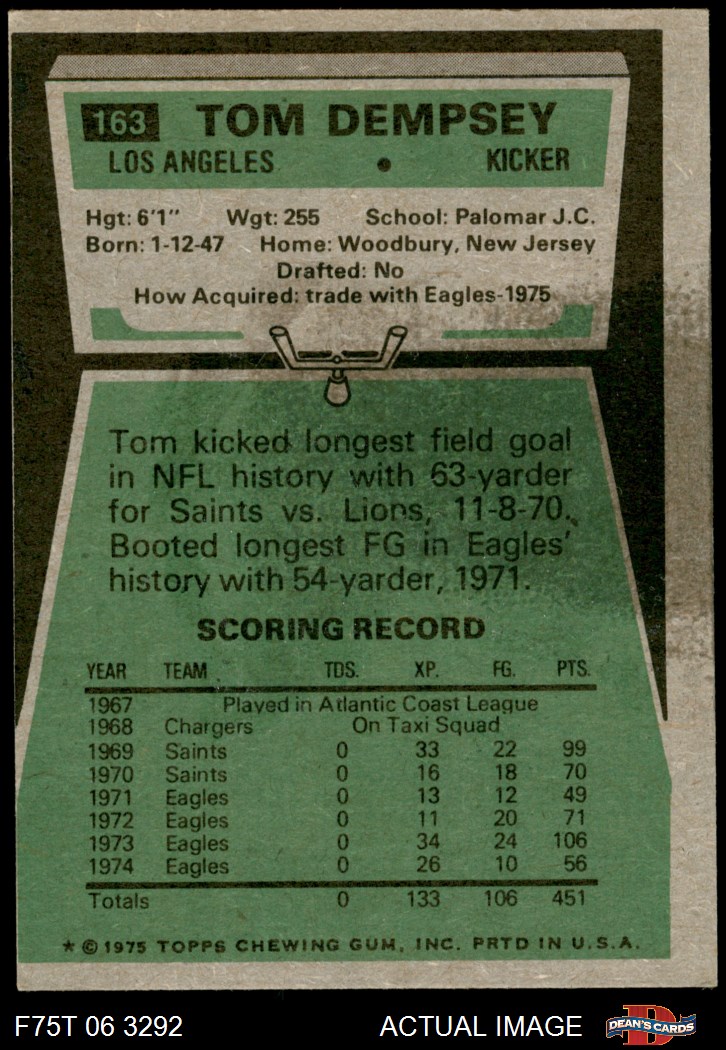 163 TOM DEMPSEY
LOS ANGELES • KICKER
Hgt: 6'1" Wgt: 255 School: Palomar J.C.
Born: 1-12-47 Home: Woodbury, New Jersey
Drafted: No
How Acquired: trade with Eagles-1975
Tom kicked longest field goal
in NFL history with 63-yarder
for Saints vs. Lions, 11-8-70.
Booted longest FG in Eagles'
history with 54-yarder, 1971.
SCORING RECORD
YEAR TEAM TDS. XP. FG. PTS.
1967 Played in Atlantic Coast League
1968 Chargers On Taxi Squad
1969 Saints 0 33 22 99
1970 Saints 0 16 18 70
1971 Eagles 0 13 12 49
1972 Eagles 0 11 20 71
1973 Eagles 0 34 24 106
1974 Eagles 0 26 10 56
Totals 0 133 106 451
* © 1975 TOPPS CHEWING GUM, INC. PRTD IN U.S.A.
F75T 06 3292 ACTUAL IMAGE D DEAN'S CARDS